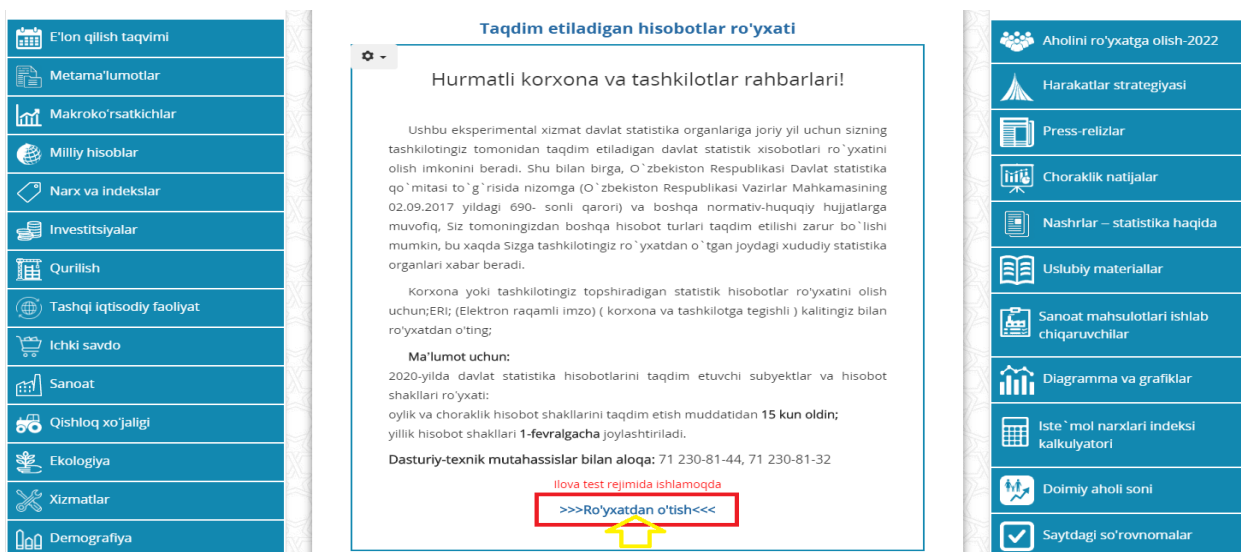 E'lon qilish taqvimi
Metama'lumotlar
Makroko'rsatkichlar
Milliy hisoblar
Narx va indekslar
Investitsiyalar
Qurilish
Tashqi iqtisodiy faoliyat
Ichki savdo
Sanoat
Qishloq xo'jaligi
Ekologiya
Xizmatlar
Demografiya
Taqdim etiladigan hisobotlar ro'yxati
Hurmatli korxona va tashkilotlar rahbarlari!
Ushbu eksperimental xizmat davlat statistika organlariga joriy yil uchun sizning
tashkilotingiz tomonidan taqdim etiladigan davlat statistik xisobotlari ro`yxatini
olish imkonini beradi. Shu bilan birga, O`zbekiston Respublikasi Davlat statistika
qo`mitasi to`g`risida nizomga (O`zbekiston Respublikasi Vazirlar Mahkamasining
02.09.2017 yildagi 690- sonli qarori) va boshqa normativ-huquqiy hujjatlarga
muvofiq, Siz tomoningizdan boshqa hisobot turlari taqdim etilishi zarur bo`lishi
mumkin, bu xaqda Sizga tashkilotingiz ro`yxatdan o`tgan joydagi xududiy statistika
organlari xabar beradi.
Korxona yoki tashkilotingiz topshiradigan statistik hisobotlar ro'yxatini olish
uchun;ERI; (Elektron raqamli imzo) ( korxona va tashkilotga tegishli ) kalitingiz bilan
ro'yxatdan o'ting;
Ma'lumot uchun:
2020-yilda davlat statistika hisobotlarini taqdim etuvchi subyektlar va hisobot
shakllari ro'yxati:
oylik va choraklik hisobot shakllarini taqdim etish muddatidan 15 kun oldin;
yillik hisobot shakllari 1-fevralgacha joylashtiriladi.
Dasturiy-texnik mutahassislar bilan aloqa: 71 230-81-44, 71 230-81-32
Ilova test rejimida ishlamoqda
>>>Ro'yxatdan o'tish<<<
Aholini ro'yxatga olish-2022
Harakatlar strategiyasi
Press-relizlar
Choraklik natijalar
Nashrlar – statistika haqida
Uslubiy materiallar
Sanoat mahsulotlari ishlab
chiqaruvchilar
Diagramma va grafiklar
Iste`mol narxlari indeksi
kalkulyatori
Doimiy aholi soni
Saytdagi so'rovnomalar